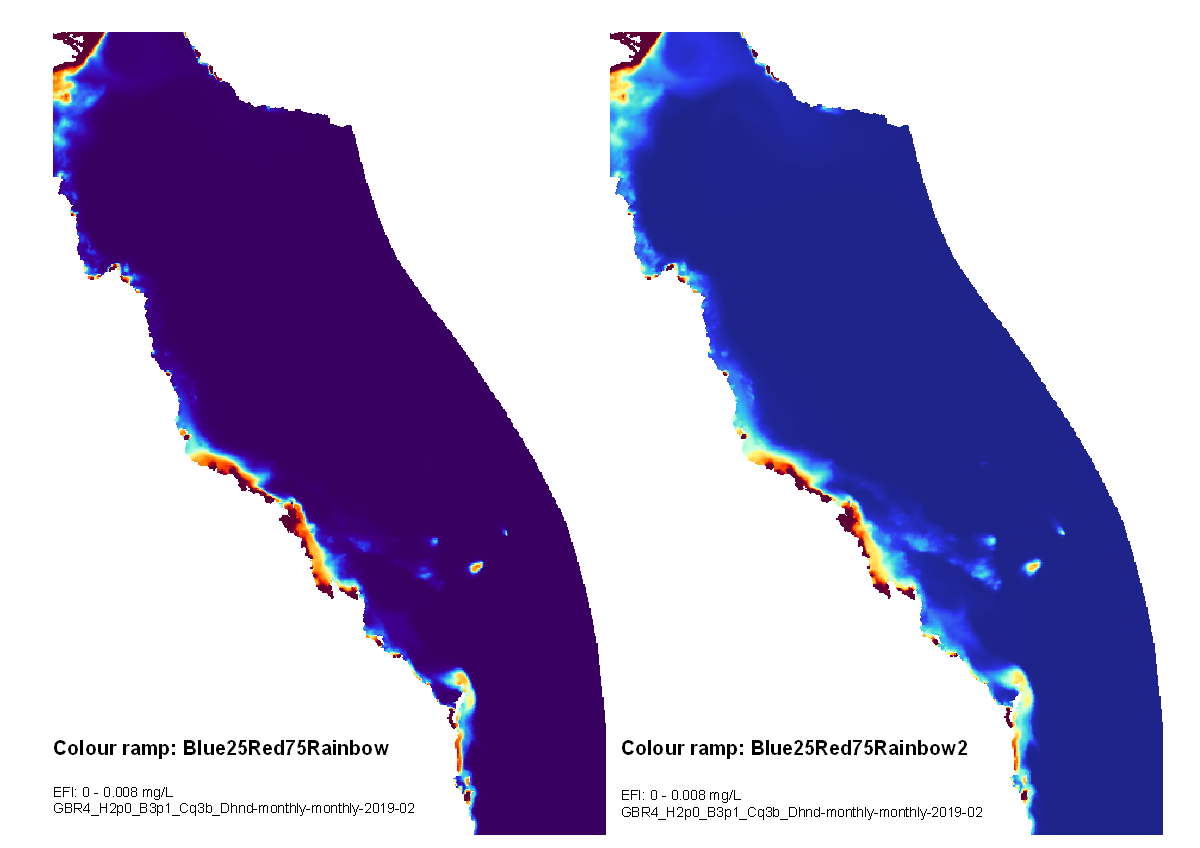 Colour ramp: Blue25Red75Rainbow
EFI: 0 - 0.008 mg/L
GBR4_H2p0_B3p1_Cq3b_Dhnd-monthly-monthly-2019-02
Colour ramp: Blue25Red75Rainbow2
EFI: 0 - 0.008 mg/L
GBR4_H2p0_B3p1_Cq3b_Dhnd-monthly-monthly-2019-02